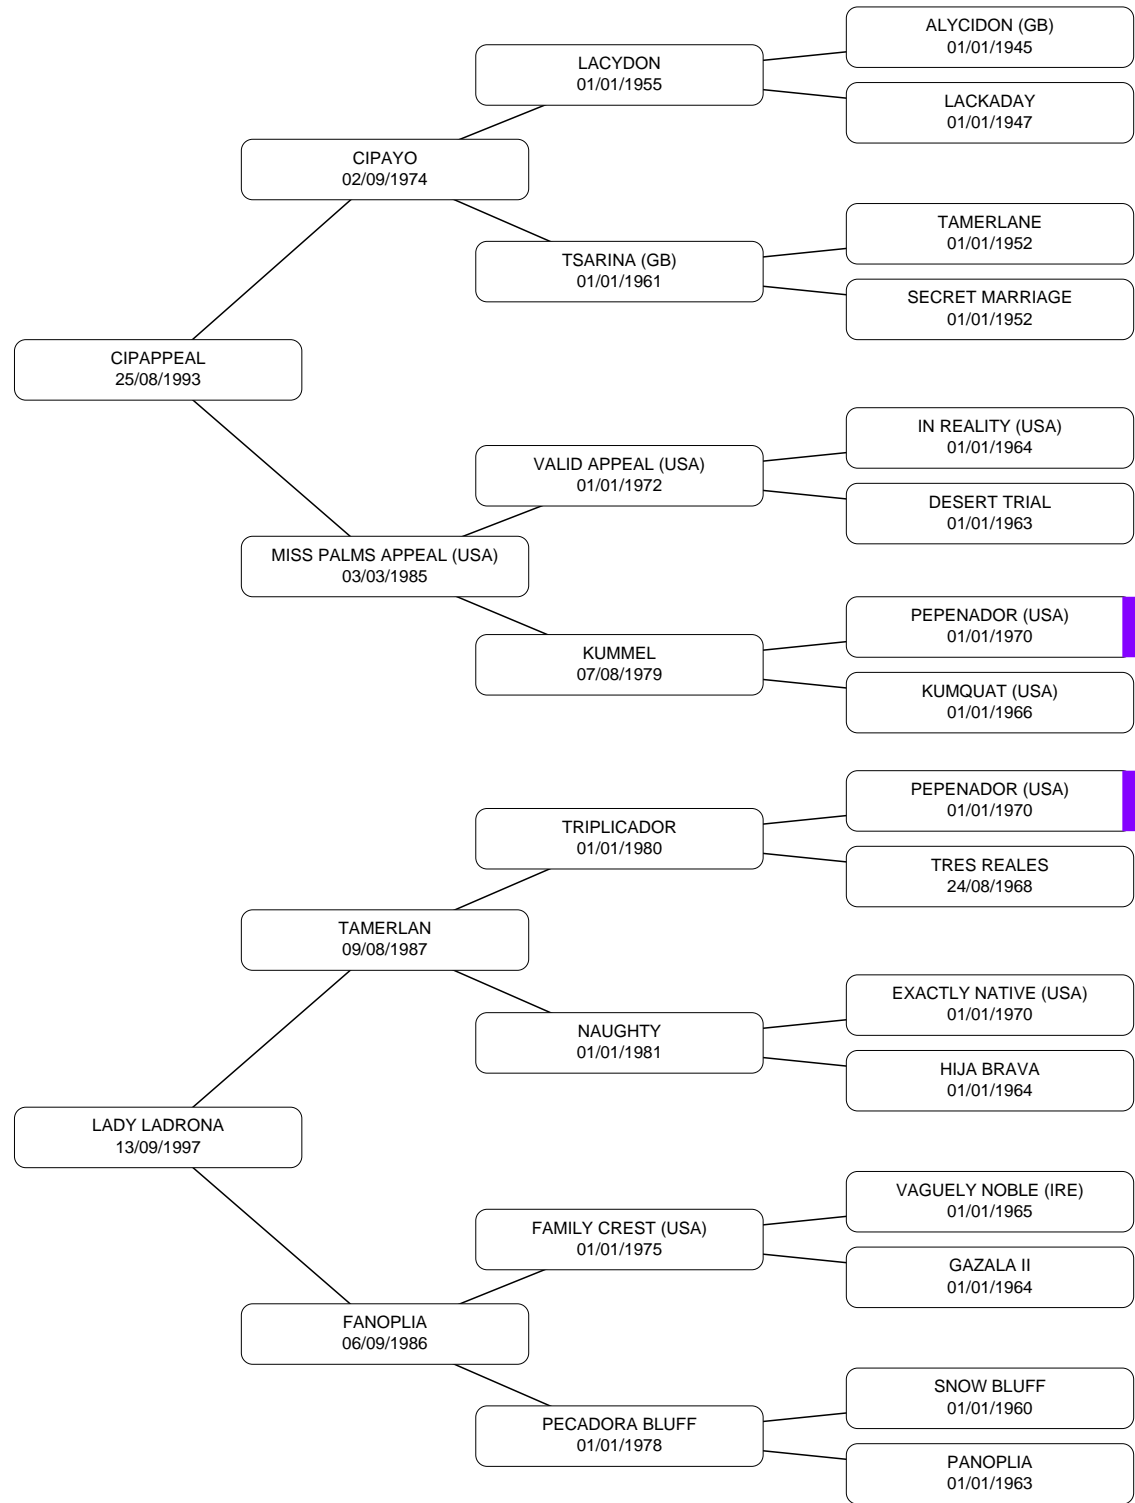 ALYCIDON (GB)
01/01/1945
LACYDON
01/01/1955
LACKADAY
01/01/1947
CIPAYO
02/09/1974
TAMERLANE
01/01/1952
TSARINA (GB)
01/01/1961
SECRET MARRIAGE
01/01/1952
CIPAPPEAL
25/08/1993
IN REALITY (USA)
01/01/1964
VALID APPEAL (USA)
01/01/1972
DESERT TRIAL
01/01/1963
MISS PALMS APPEAL (USA)
03/03/1985
PEPENADOR (USA)
01/01/1970
KUMMEL
07/08/1979
KUMQUAT (USA)
01/01/1966
PEPENADOR (USA)
01/01/1970
TRIPLICADOR
01/01/1980
TRES REALES
24/08/1968
TAMERLAN
09/08/1987
EXACTLY NATIVE (USA)
01/01/1970
NAUGHTY
01/01/1981
HIJA BRAVA
01/01/1964
LADY LADRONA
13/09/1997
VAGUELY NOBLE (IRE)
01/01/1965
FAMILY CREST (USA)
01/01/1975
GAZALA II
01/01/1964
FANOPLIA
06/09/1986
SNOW BLUFF
01/01/1960
PECADORA BLUFF
01/01/1978
PANOPLIA
01/01/1963